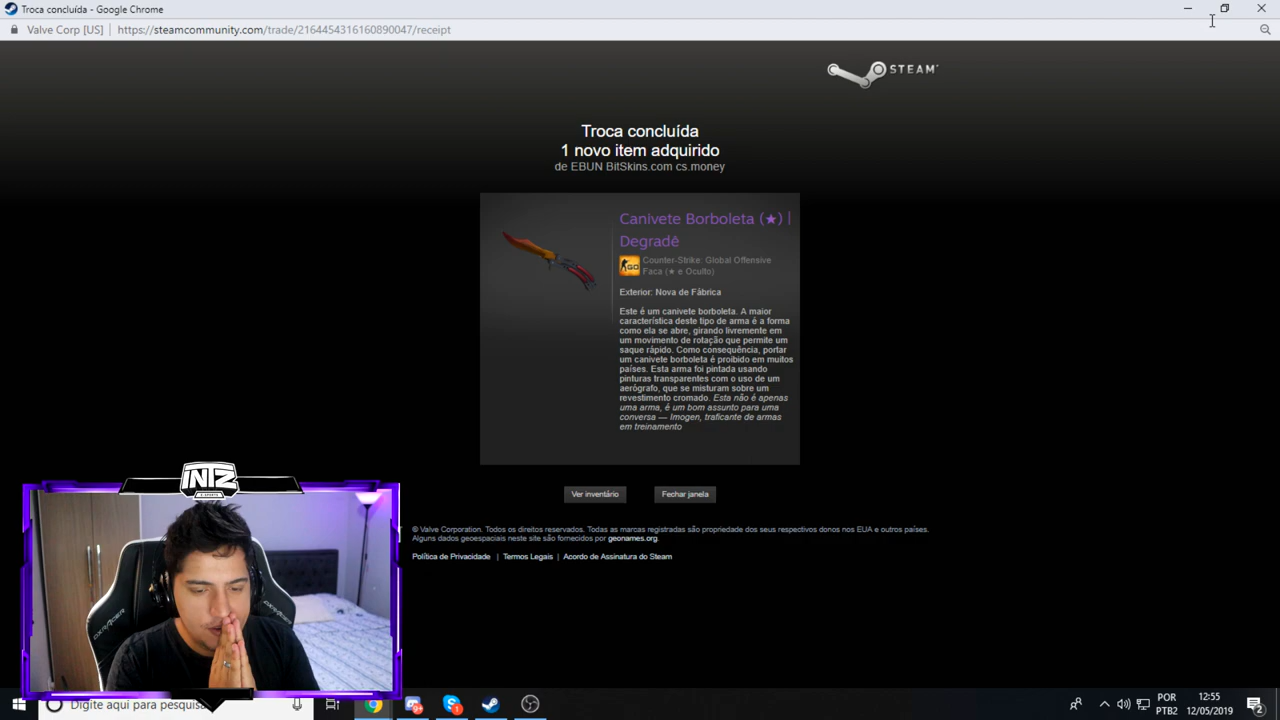 Troca concluída - Google Chrome
Valve Corp [US] | https://steamcommunity.com/trade/2164454316160890047/receipt
STEAM
Troca concluída
1 novo item adquirido
de EBUN BitSkins.com cs.money
Canivete Borboleta (★) |
Degradê
GO
Counter-Strike: Global Offensive
Faca (★ e Oculto)
Exterior: Nova de Fábrica
Este é um canivete borboleta. A maior
característica deste tipo de arma é a forma
como ela se abre, girando livremente em
um movimento de rotação que permite um
saque rápido. Como consequência, portar
um canivete borboleta é proibido em muitos
países. Esta arma foi pintada usando
pinturas transparentes com o uso de um
aerógrafo, que se misturam sobre um
revestimento cromado. Esta não é apenas
uma arma, é um bom assunto para uma
conversa — Imogen, traficante de armas
em treinamento
Ver inventário
Fechar janela
© Valve Corporation. Todos os direitos reservados. Todas as marcas registradas são propriedade dos seus respectivos donos nos EUA e outros países.
Alguns dados geoespaciais neste site são fornecidos por geonames.org.
Política de Privacidade | Termos Legais | Acordo de Assinatura do Steam
INTZ
DXRACER
Digite aqui para pesquisa
POR
PTB2
12:55
12/05/2019
2